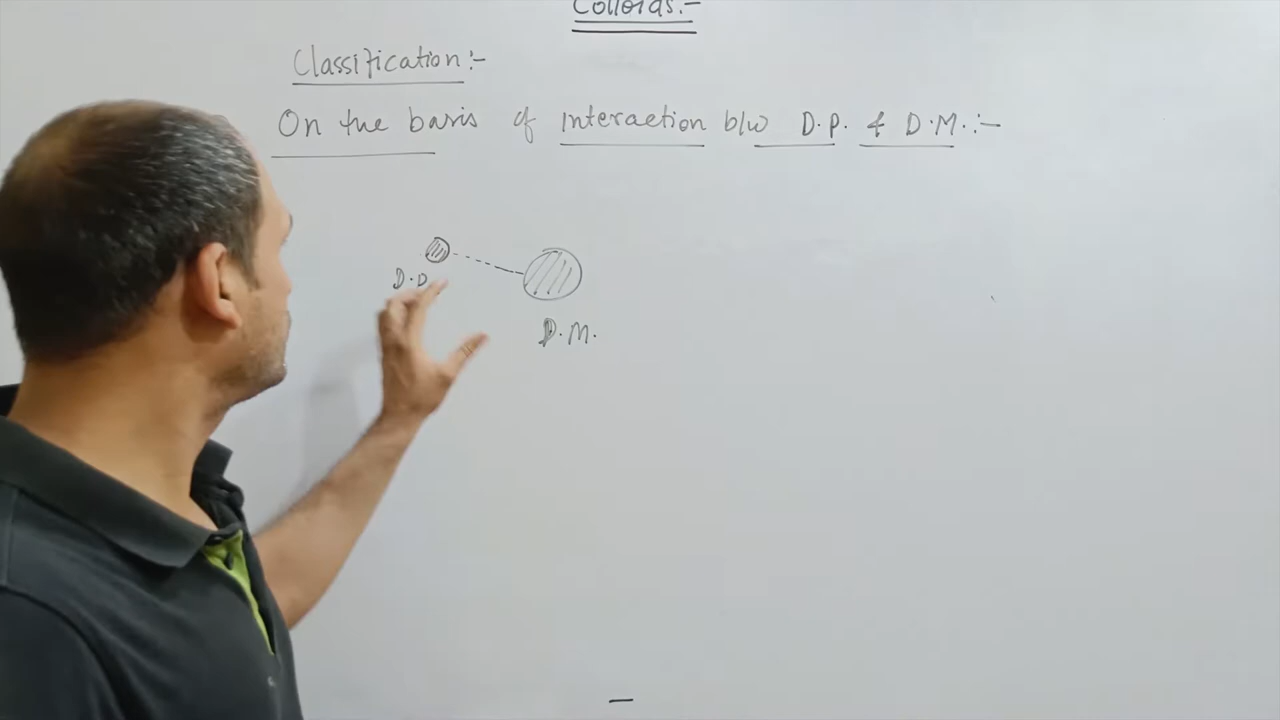 Colloids:-
Classification:-
On the basis of interaction b/w D.P. & D.M.:-
D.P
D.M.